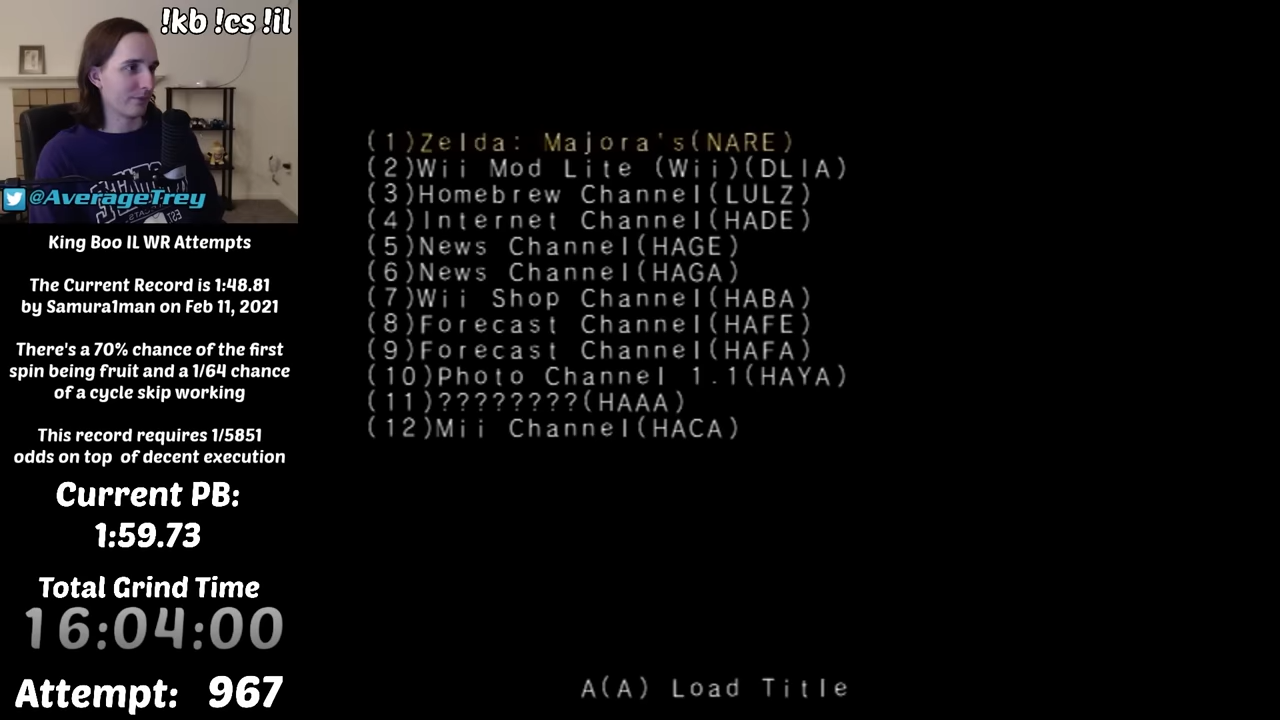 !kb !cs !il
@AverageTrey
King Boo IL WR Attempts
The Current Record is 1:48.81
by Samura1man on Feb 11, 2021
There's a 70% chance of the first
spin being fruit and a 1/64 chance
of a cycle skip working
This record requires 1/5851
odds on top of decent execution
Current PB:
1:59.73
Total Grind Time
16:04:00
Attempt: 967
(1)Zelda: Majora's(NARE)
(2)Wii Mod Lite (Wii)(DLIA)
(3)Homebrew Channel(LULZ)
(4)Internet Channel(HADE)
(5)News Channel(HAGE)
(6)News Channel(HAGA)
(7)Wii Shop Channel(HABA)
(8)Forecast Channel(HAFE)
(9)Forecast Channel(HAFA)
(10)Photo Channel 1.1(HAYA)
(11)????????(HAAA)
(12)Mii Channel(HACA)
A(A) Load Title